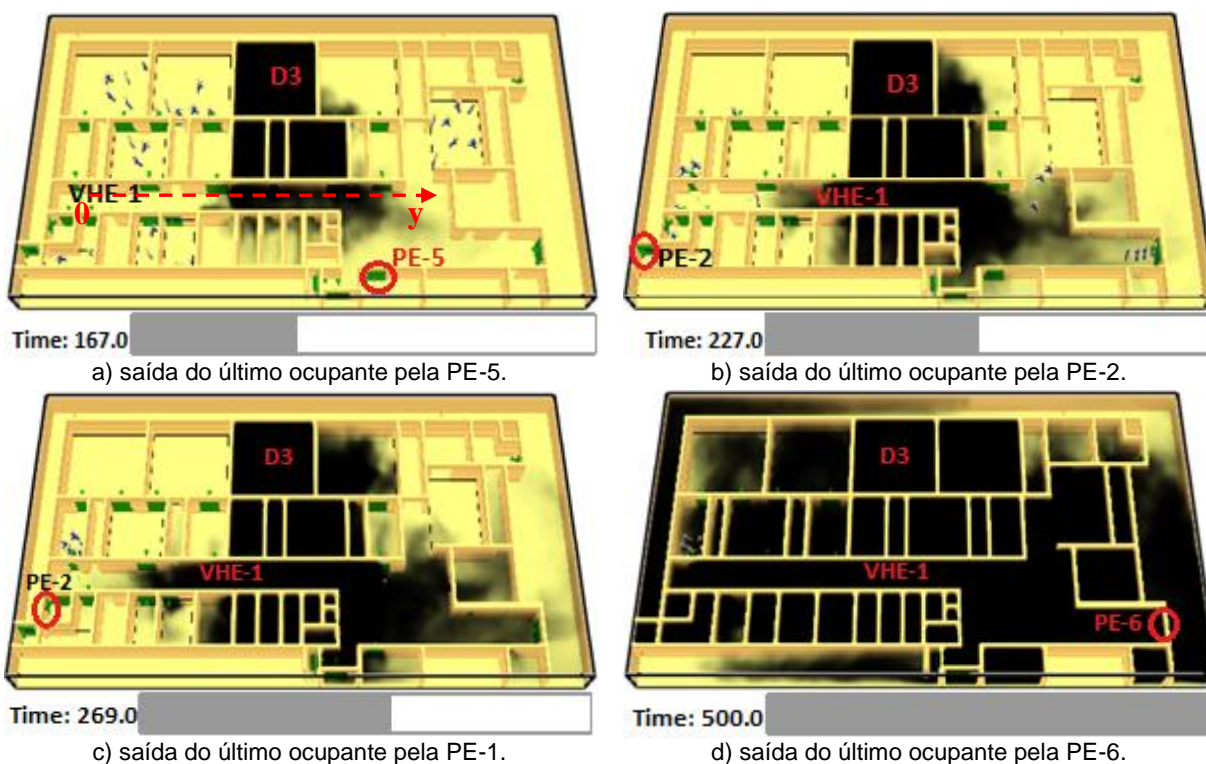 D3
VHE-1
0
y
PE-5
Time: 167.0
a) saída do último ocupante pela PE-5.
D3
VHE-1
PE-2
Time: 227.0
b) saída do último ocupante pela PE-2.
D3
VHE-1
PE-2
Time: 269.0
c) saída do último ocupante pela PE-1.
D3
VHE-1
PE-6
Time: 500.0
d) saída do último ocupante pela PE-6.